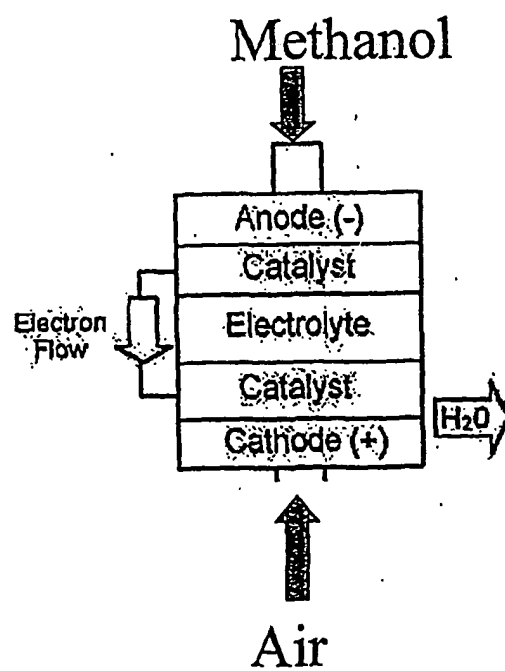 Methanol
Anode (-)
Catalyst
Electron
Flow
Electrolyte
Catalyst
Cathode (+)
H₂O
Air